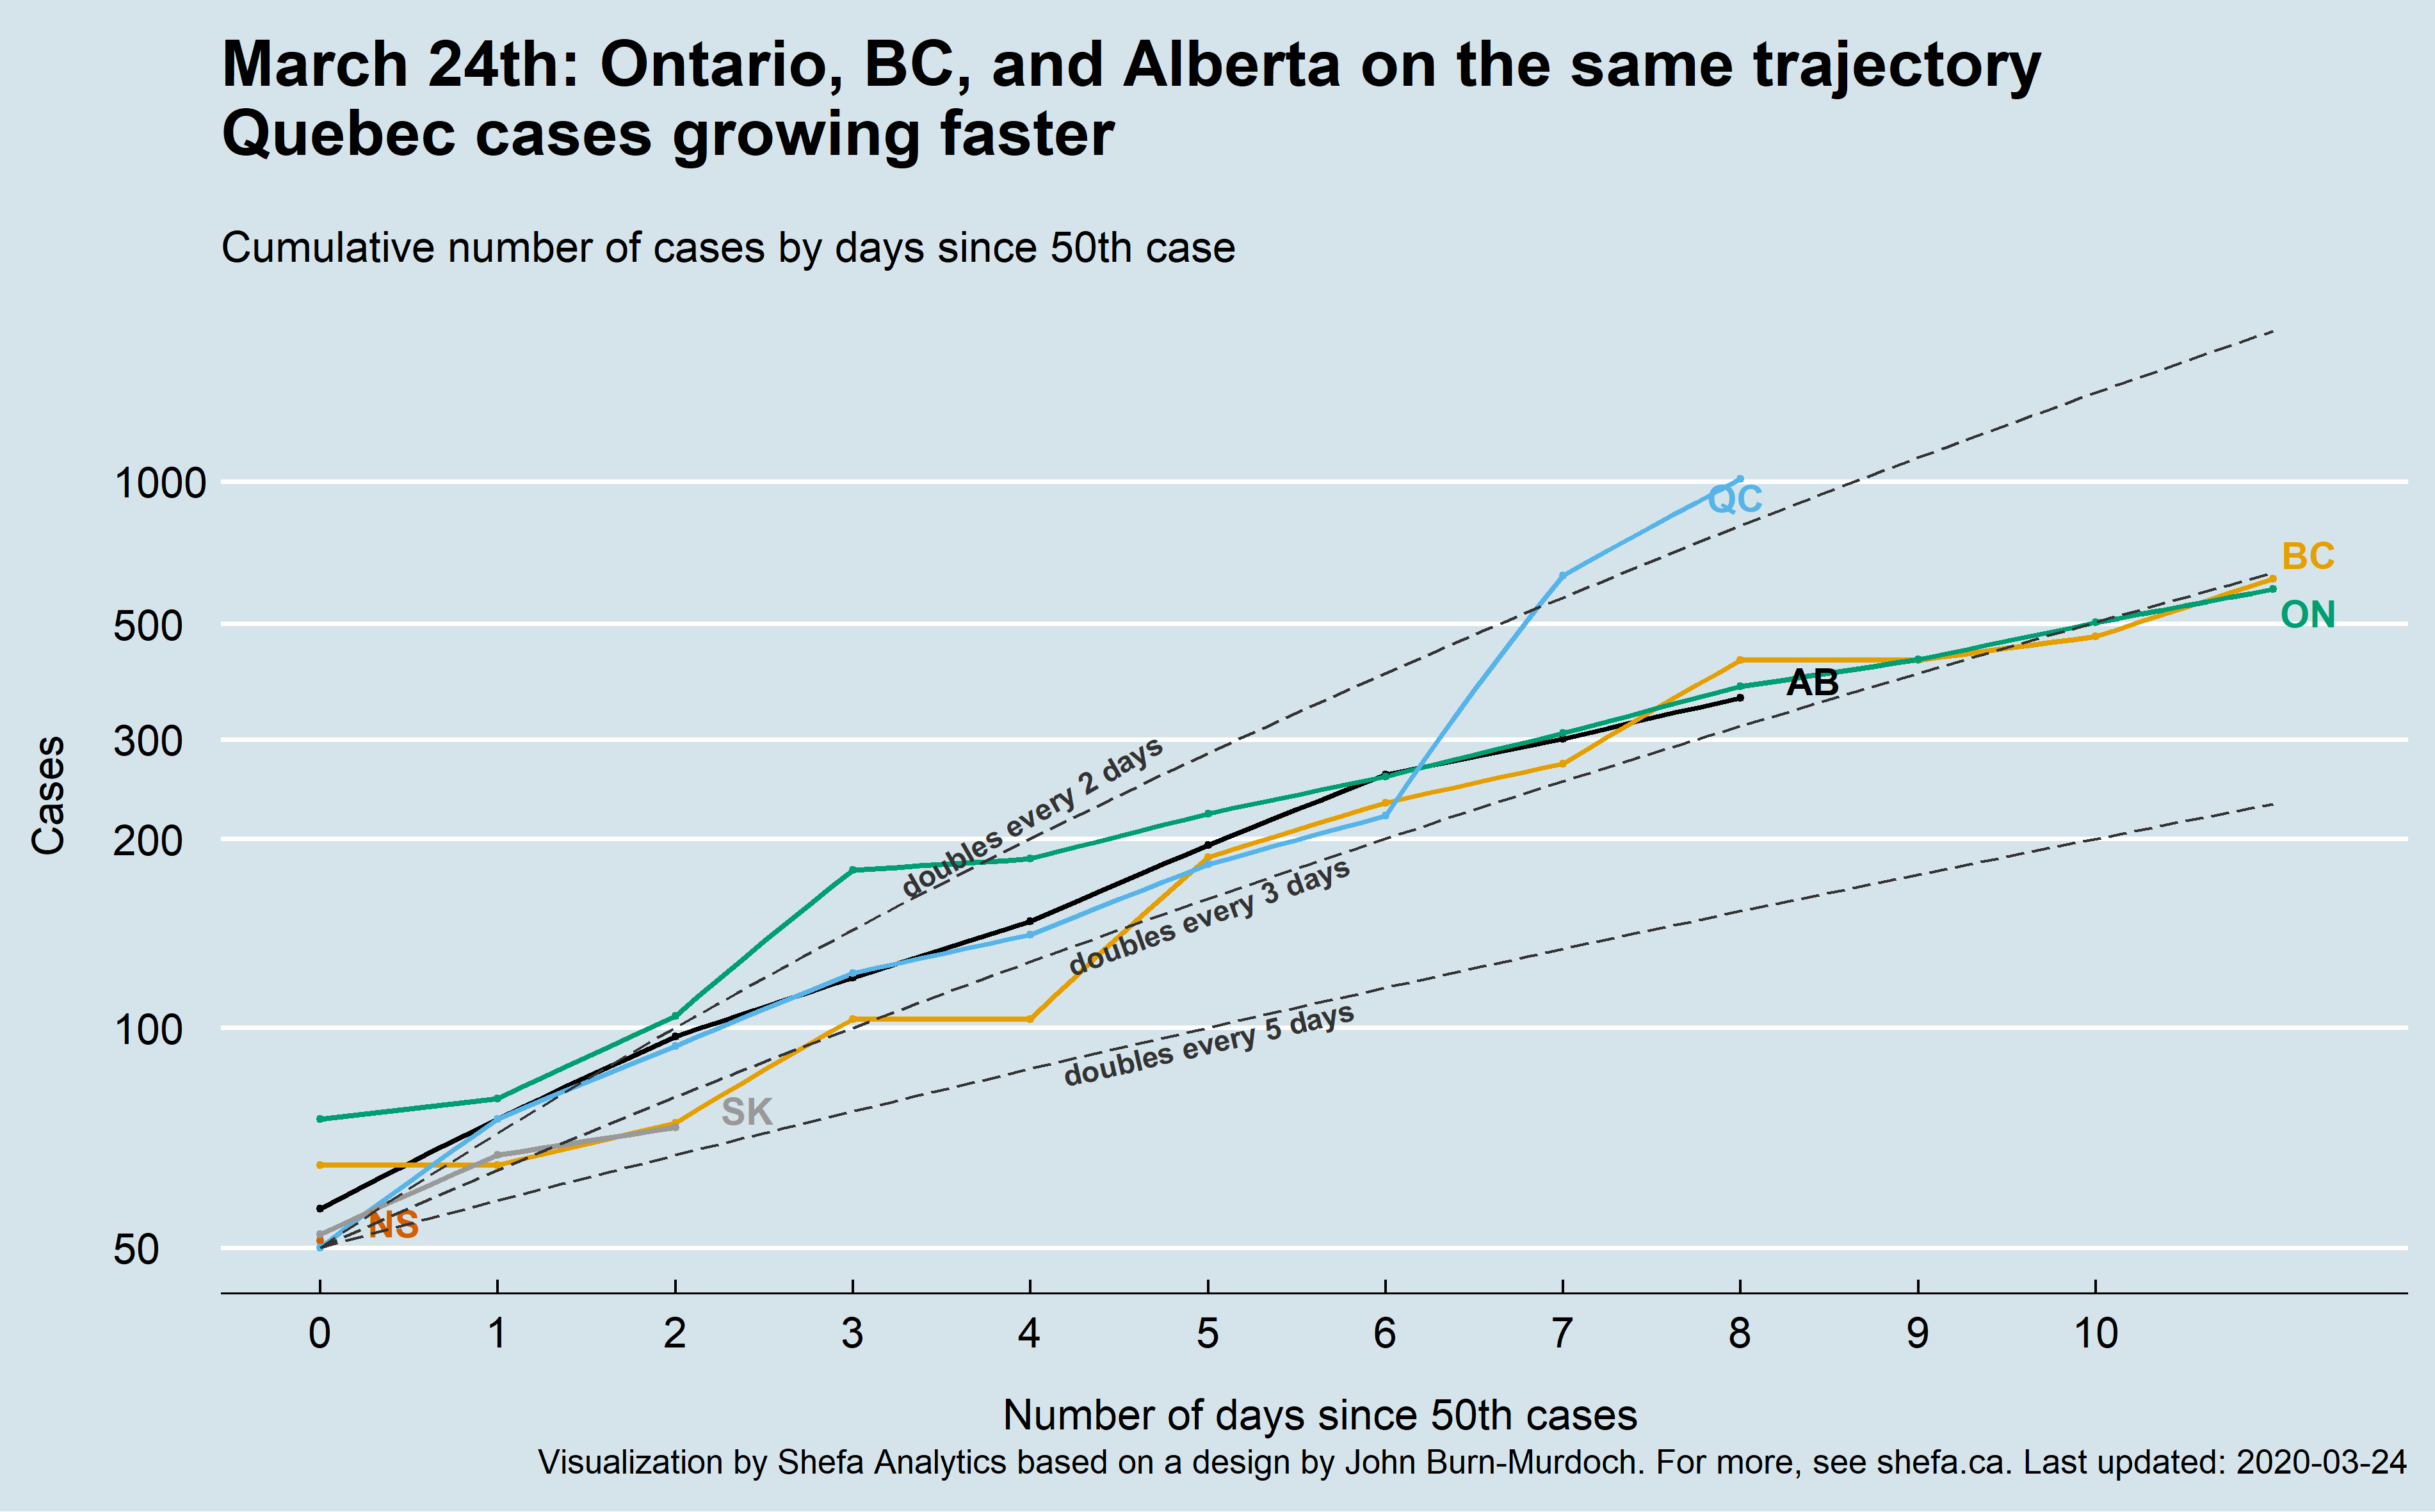 March 24th: Ontario, BC, and Alberta on the same trajectory
Quebec cases growing faster
Cumulative number of cases by days since 50th case
1000
QC
BC
500
ON
AB
300
doubles every 2 days
Cases
200
doubles every 3 days
100
doubles every 5 days
SK
NS
50
0 1 2 3 4 5 6 7 8 9 10
Number of days since 50th cases
Visualization by Shefa Analytics based on a design by John Burn-Murdoch. For more, see shefa.ca. Last updated: 2020-03-24